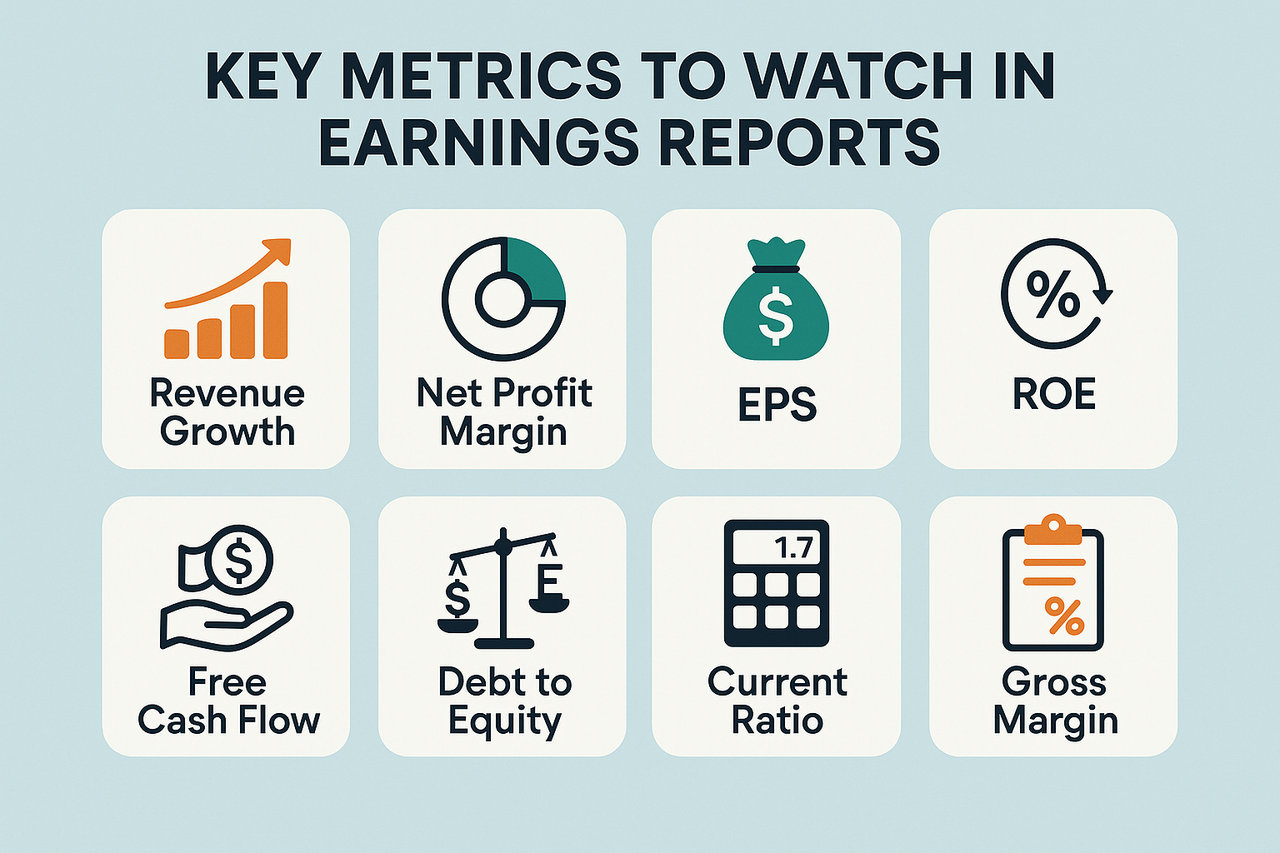 KEY METRICS TO WATCH IN
EARNINGS REPORTS
Revenue
Growth
Net Profit
Margin
$
EPS
%
ROE
$
Free
Cash Flow
$
E
Debt to
Equity
1.7
Current
Ratio
%
Gross
Margin